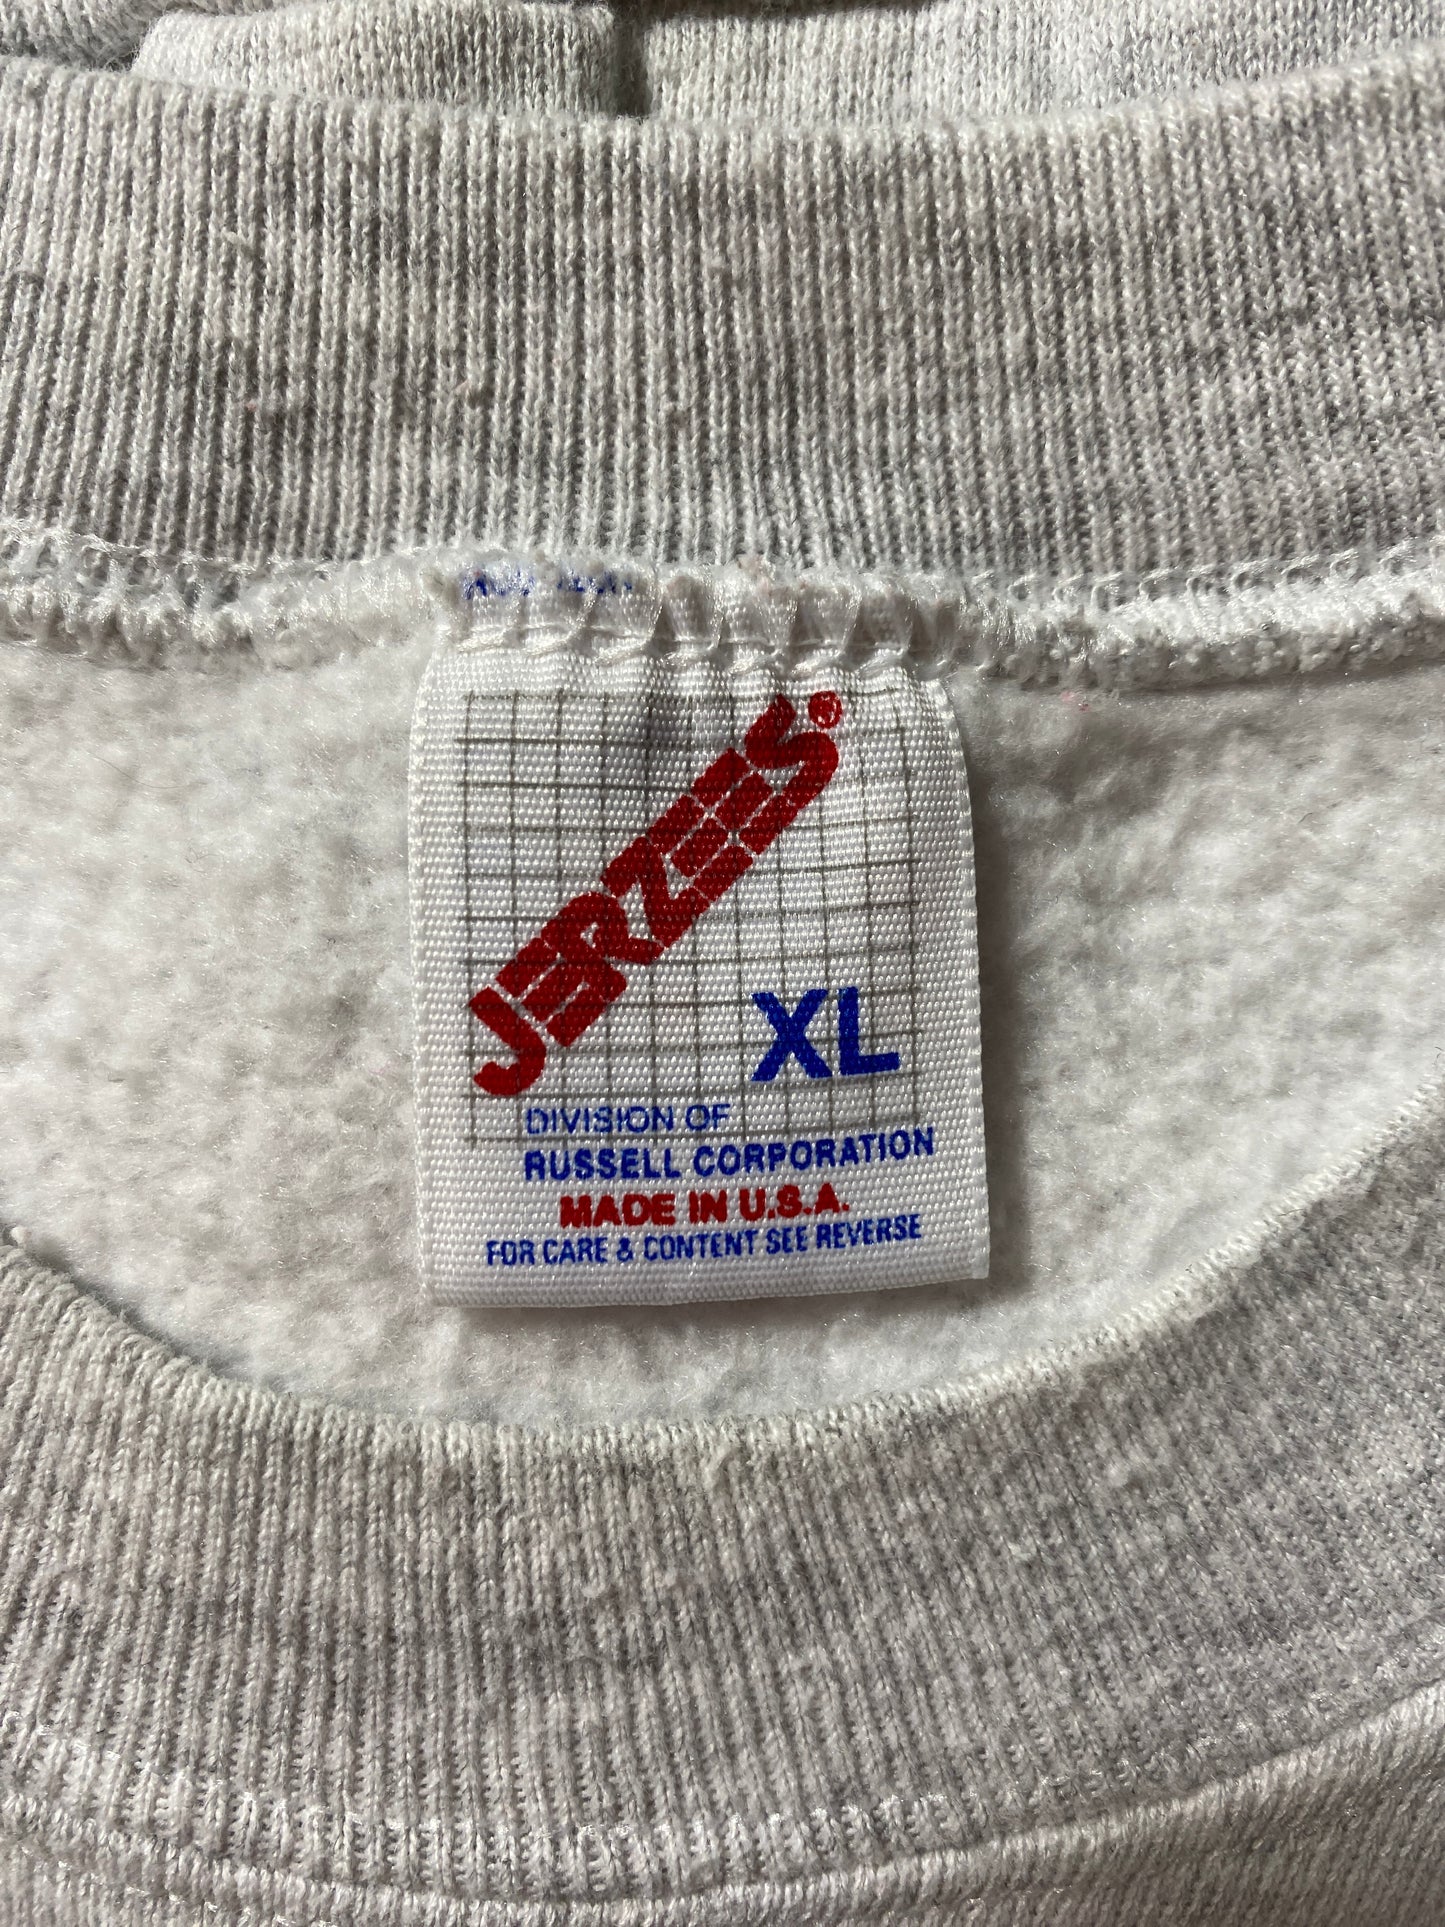 JERZEES®
XL
DIVISION OF
RUSSELL CORPORATION
MADE IN U.S.A.
FOR CARE & CONTENT SEE REVERSE